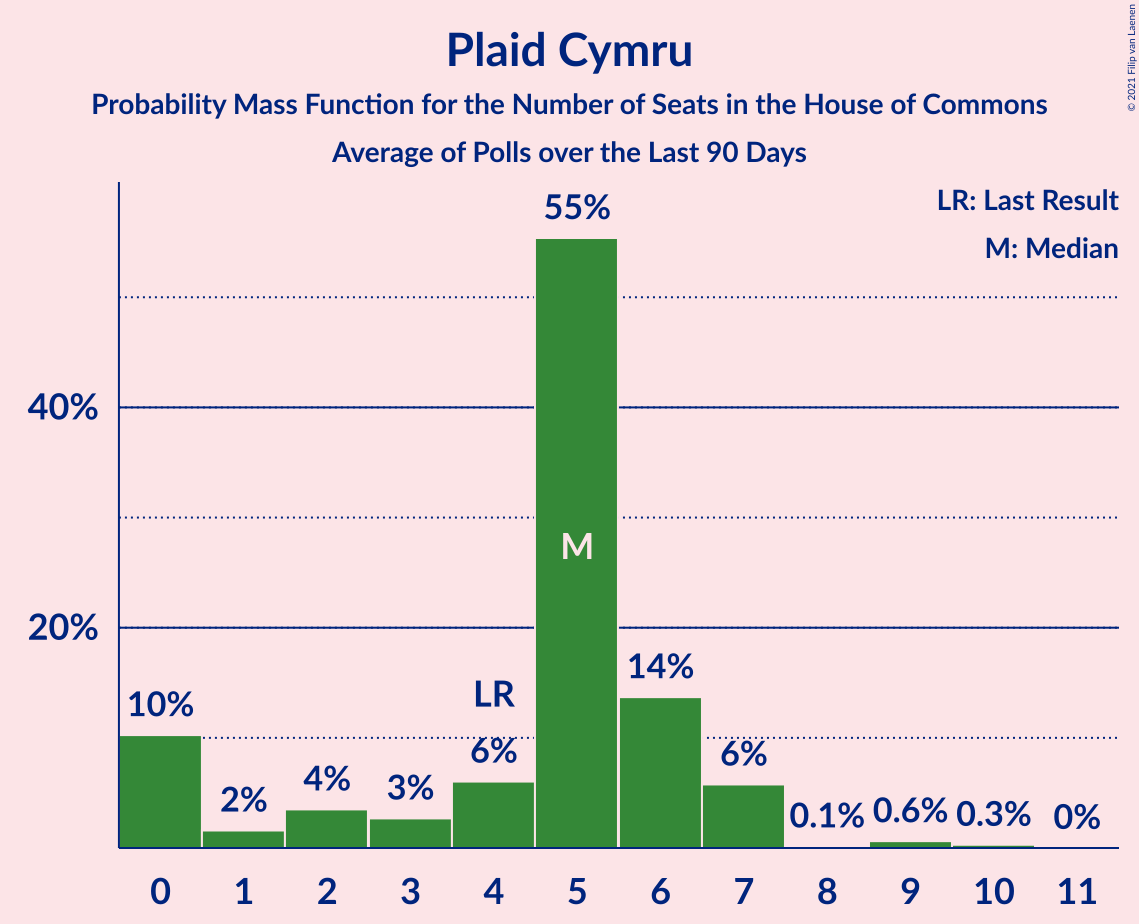 Plaid Cymru
Probability Mass Function for the Number of Seats in the House of Commons
Average of Polls over the Last 90 Days
© 2021 Filip van Laenen
LR: Last Result
M: Median
55%
40%
M
20%
14%
10%
LR
6%
6%
4%
3%
2%
0.1%
0.6%
0.3%
0%
0 1 2 3 4 5 6 7 8 9 10 11